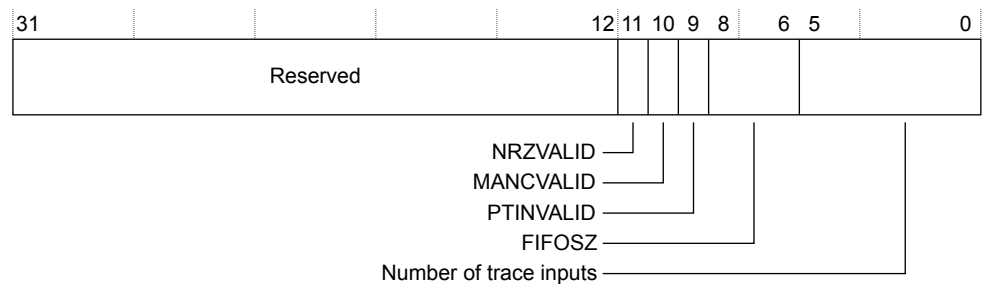 31 12 11 10 9 8 6 5 0
Reserved
NRZVALID
MANCVALID
PTINVALID
FIFOSZ
Number of trace inputs